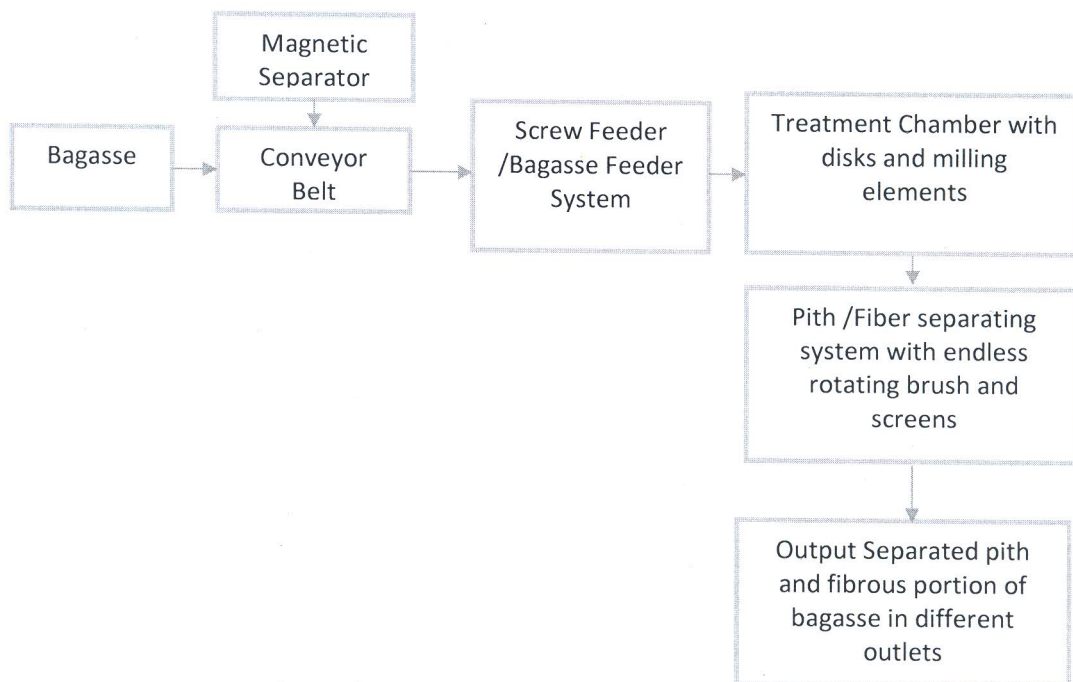 Magnetic
Separator
Bagasse
Conveyor
Belt
Screw Feeder
/Bagasse Feeder
System
Treatment Chamber with
disks and milling
elements
Pith /Fiber separating
system with endless
rotating brush and
screens
Output Separated pith
and fibrous portion of
bagasse in different
outlets